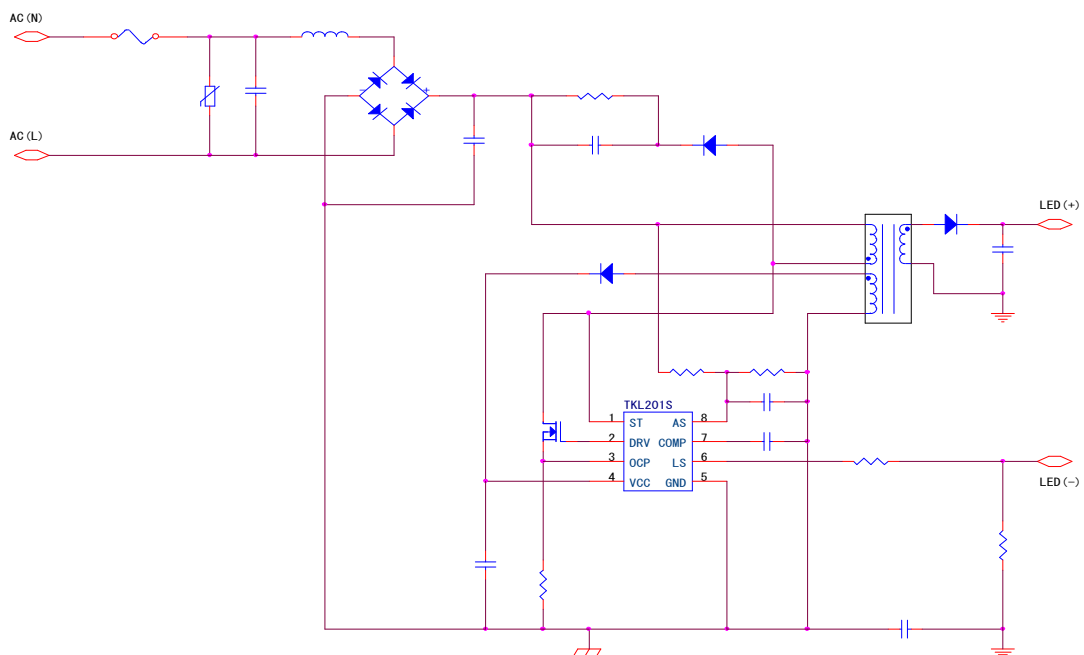 AC(N)
AC(L)
LED(+)
TKL201S
1 ST AS 8
2 DRV COMP 7
3 OCP LS 6
4 VCC GND 5
LED(-)
- +